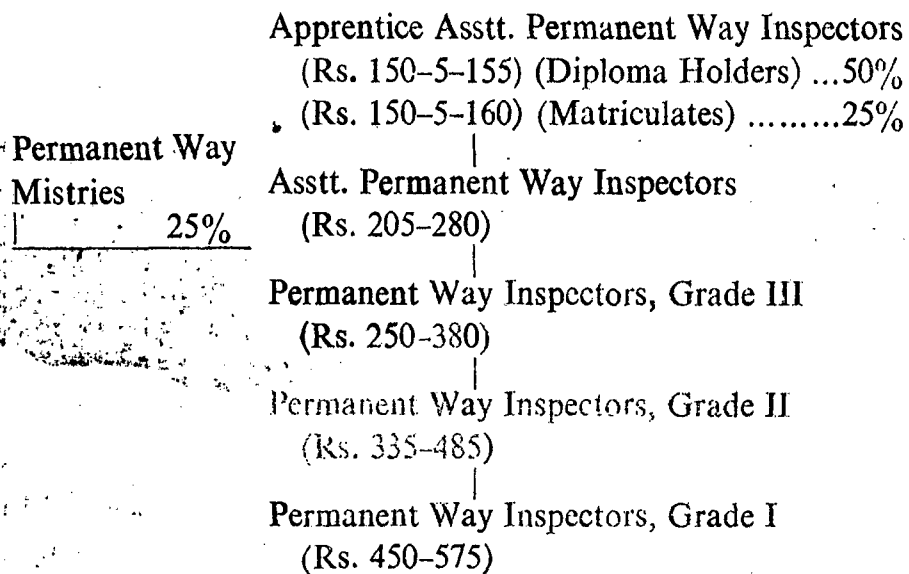 Apprentice Asstt. Permanent Way Inspectors
(Rs. 150–5–155) (Diploma Holders) ...50%
(Rs. 150–5–160) (Matriculates) .........25%
Permanent Way
Mistries
25%
Asstt. Permanent Way Inspectors
(Rs. 205–280)
Permanent Way Inspectors, Grade III
(Rs. 250–380)
Permanent Way Inspectors, Grade II
(Rs. 335–485)
Permanent Way Inspectors, Grade I
(Rs. 450–575)